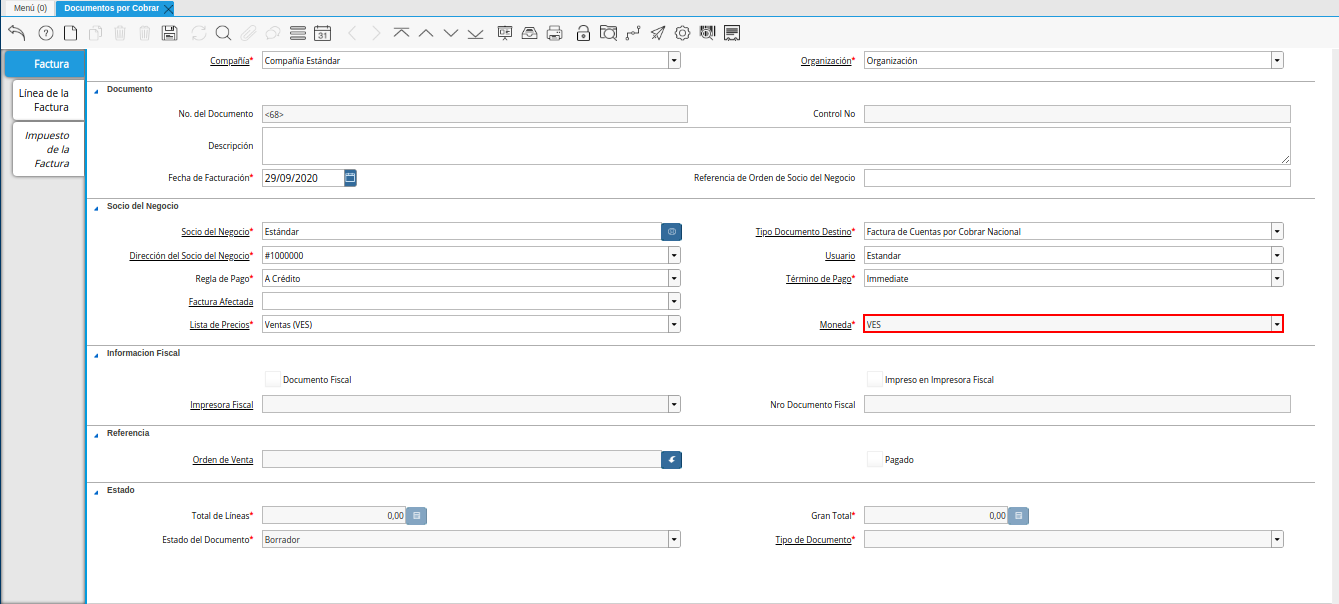 Menú (0) Documentos por Cobrar
31
Factura
Línea de la
Factura
Impuesto
de la
Factura
Compañía* Compañía Estándar Organización* Organización
Documento
No. del Documento <68> Control No
Descripción
Fecha de Facturación* 29/09/2020 Referencia de Orden de Socio del Negocio
Socio del Negocio
Socio del Negocio* Estándar Tipo Documento Destino* Factura de Cuentas por Cobrar Nacional
Dirección del Socio del Negocio* #1000000 Usuario Estandar
Regla de Pago* A Crédito Término de Pago* Immediate
Factura Afectada
Lista de Precios* Ventas (VES) Moneda* VES
Informacion Fiscal
Documento Fiscal Impreso en Impresora Fiscal
Impresora Fiscal Nro Documento Fiscal
Referencia
Orden de Venta Pagado
Estado
Total de Líneas* 0,00 Gran Total* 0,00
Estado del Documento* Borrador Tipo de Documento*